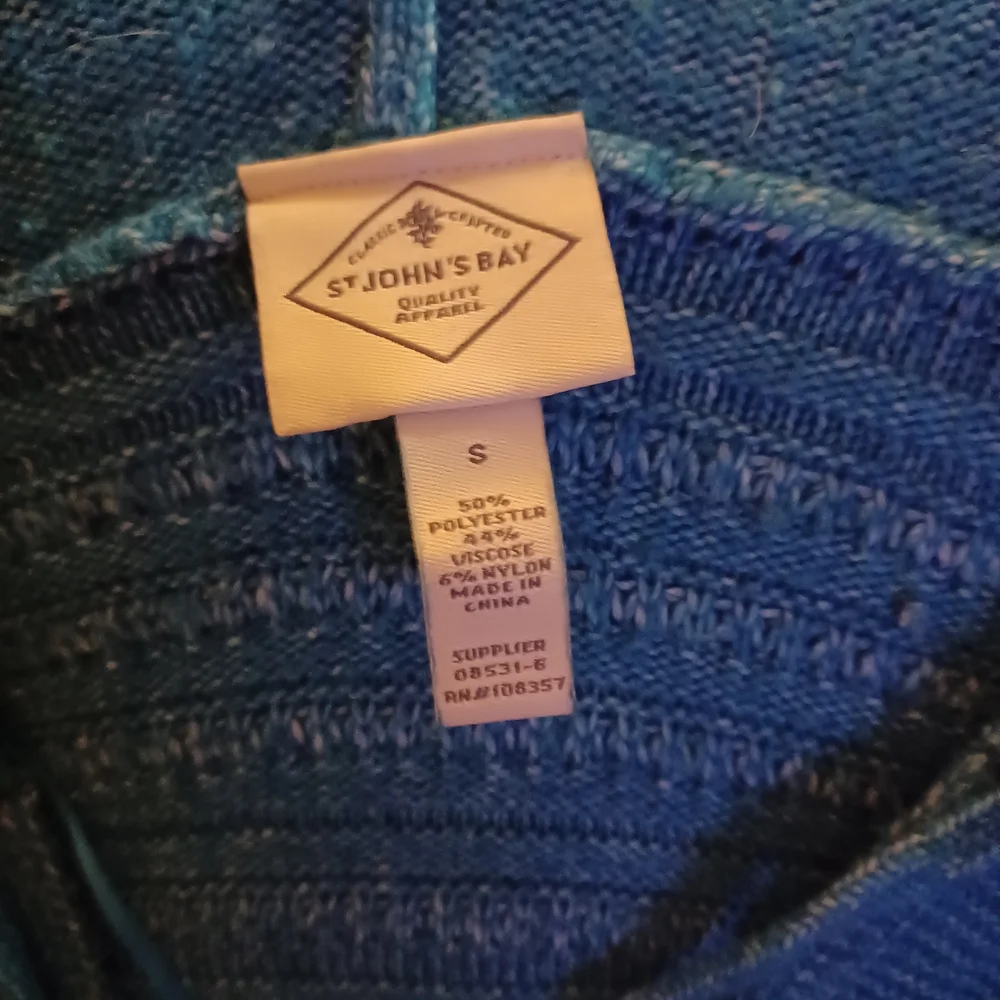 CLASSIC CRAFTED
ST JOHN'S BAY
QUALITY
APPAREL
S
50%
POLYESTER
44%
VISCOSE
6% NYLON
MADE IN
CHINA
SUPPLIER
08531-6
RN#108357